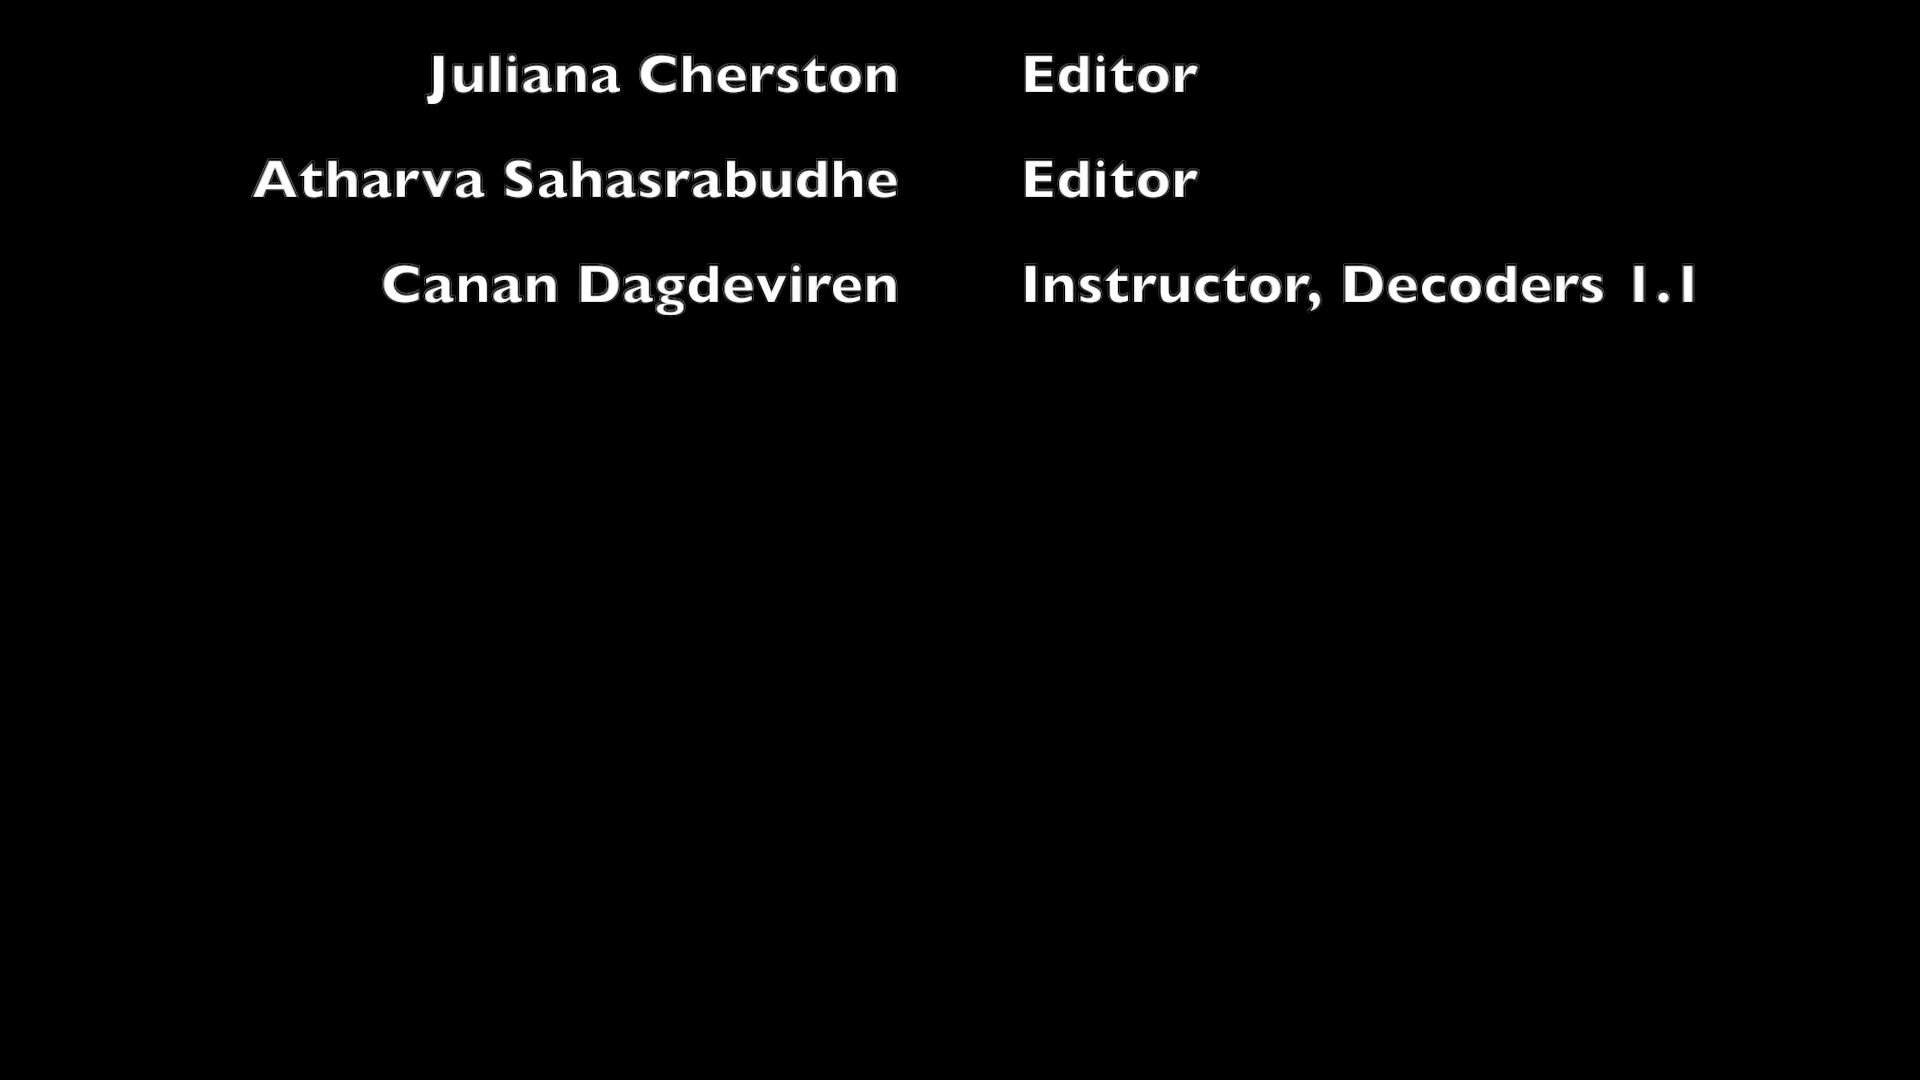 Juliana Cherston Editor
Atharva Sahasrabudhe Editor
Canan Dagdeviren Instructor, Decoders 1.1